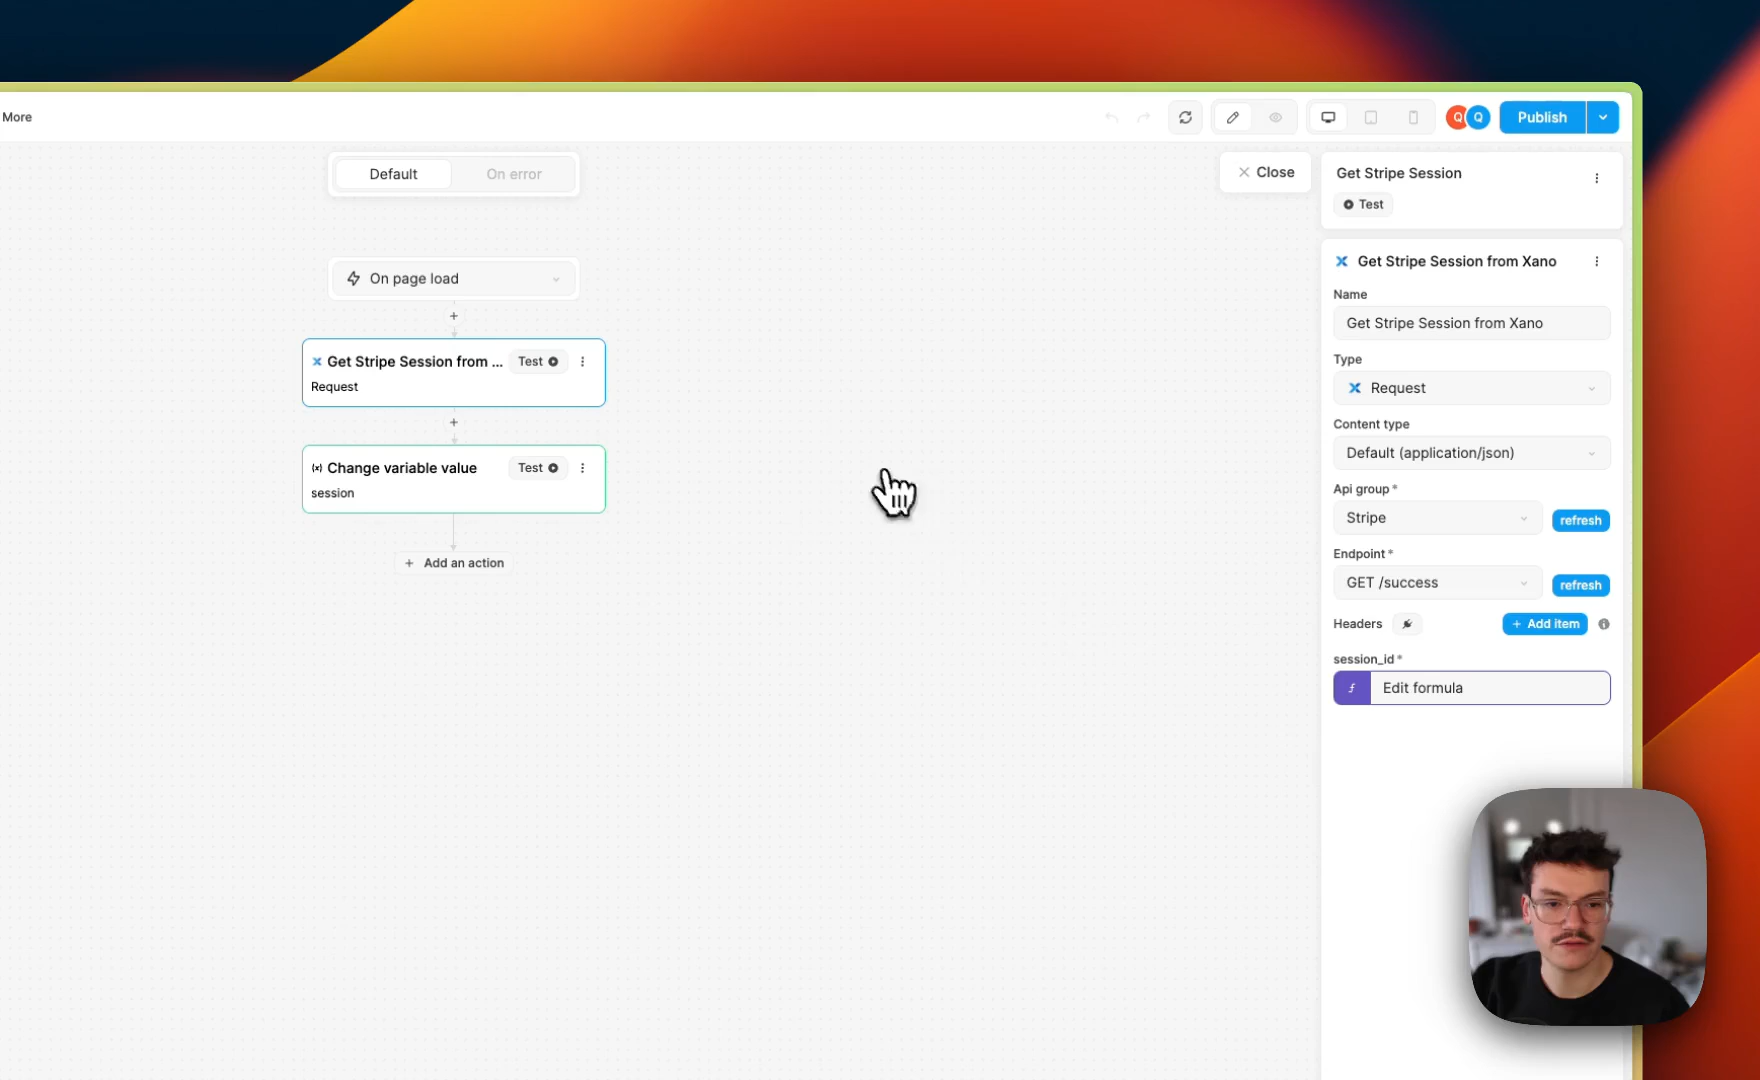 More
Q Q
Publish
Default
On error
Close
Get Stripe Session
Test
On page load
Get Stripe Session from Xano
Name
Get Stripe Session from Xano
Get Stripe Session from ...
Test
Request
Type
Request
Content type
Default (application/json)
Change variable value
Test
session
Api group *
Stripe
refresh
Add an action
Endpoint *
GET /success
refresh
Headers
+ Add item
session_id *
f
Edit formula